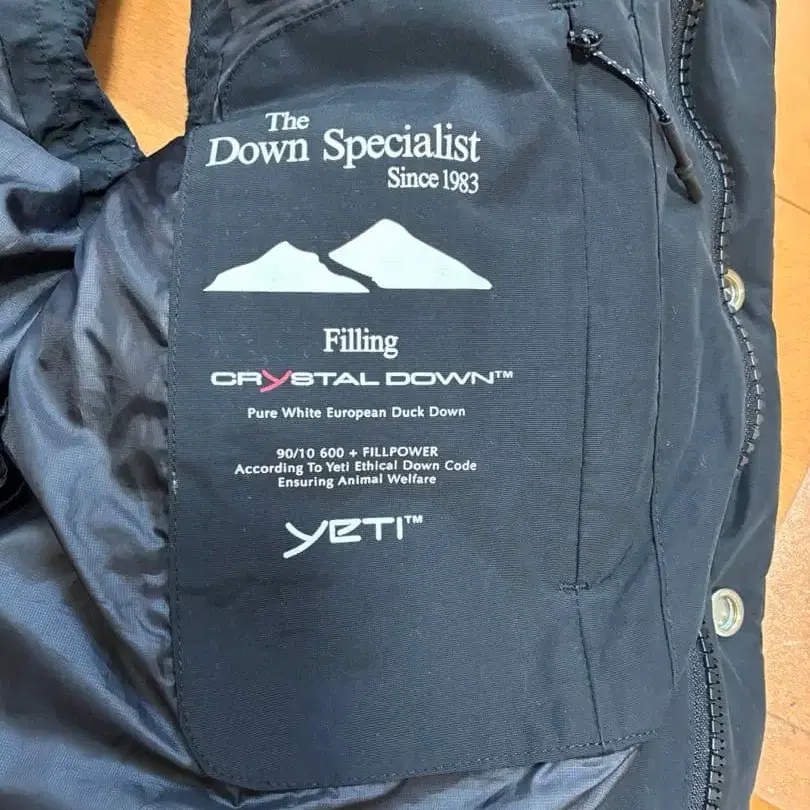 The
Down Specialist
Since 1983
Filling
CRYSTAL DOWN™
Pure White European Duck Down
90/10 600 + FILLPOWER
According To Yeti Ethical Down Code
Ensuring Animal Welfare
YETI™